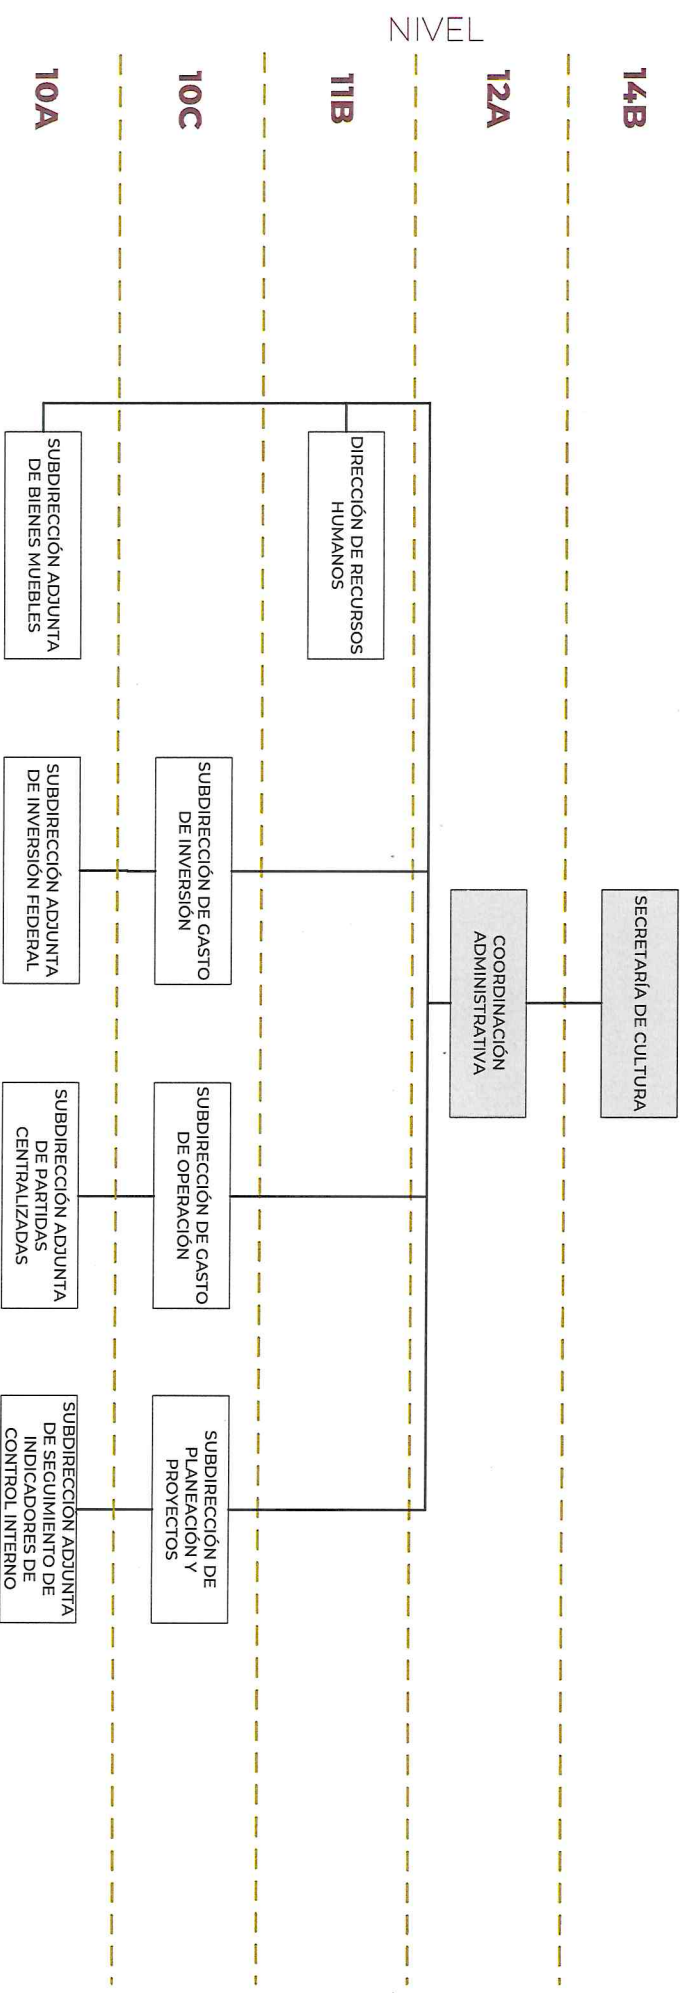 NIVEL
14B
SECRETARÍA DE CULTURA
12A
COORDINACIÓN
ADMINISTRATIVA
11B
DIRECCIÓN DE RECURSOS
HUMANOS
10C
SUBDIRECCIÓN DE GASTO
DE INVERSIÓN
SUBDIRECCIÓN DE GASTO
DE OPERACIÓN
SUBDIRECCIÓN DE
PLANEACIÓN Y
PROYECTOS
10A
SUBDIRECCIÓN ADJUNTA
DE BIENES MUEBLES
SUBDIRECCIÓN ADJUNTA
DE INVERSIÓN FEDERAL
SUBDIRECCIÓN ADJUNTA
DE PARTIDAS
CENTRALIZADAS
SUBDIRECCIÓN ADJUNTA
DE SEGUIMIENTO DE
INDICADORES DE
CONTROL INTERNO